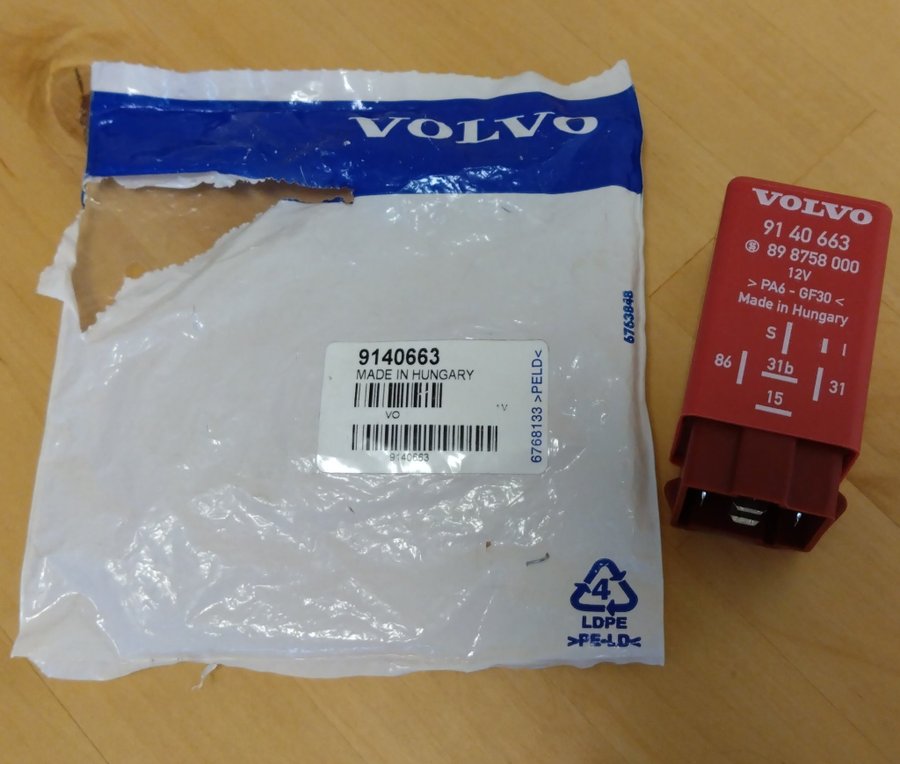 VOLVO
9140663
MADE IN HUNGARY
VO
1V
9140663
6768133 >PELD<
6763848
4
LDPE
>PE-LD<
VOLVO
91 40 663
S 89 8758 000
12V
> PA6 - GF30 <
Made in Hungary
S
I
86
31b
31
15